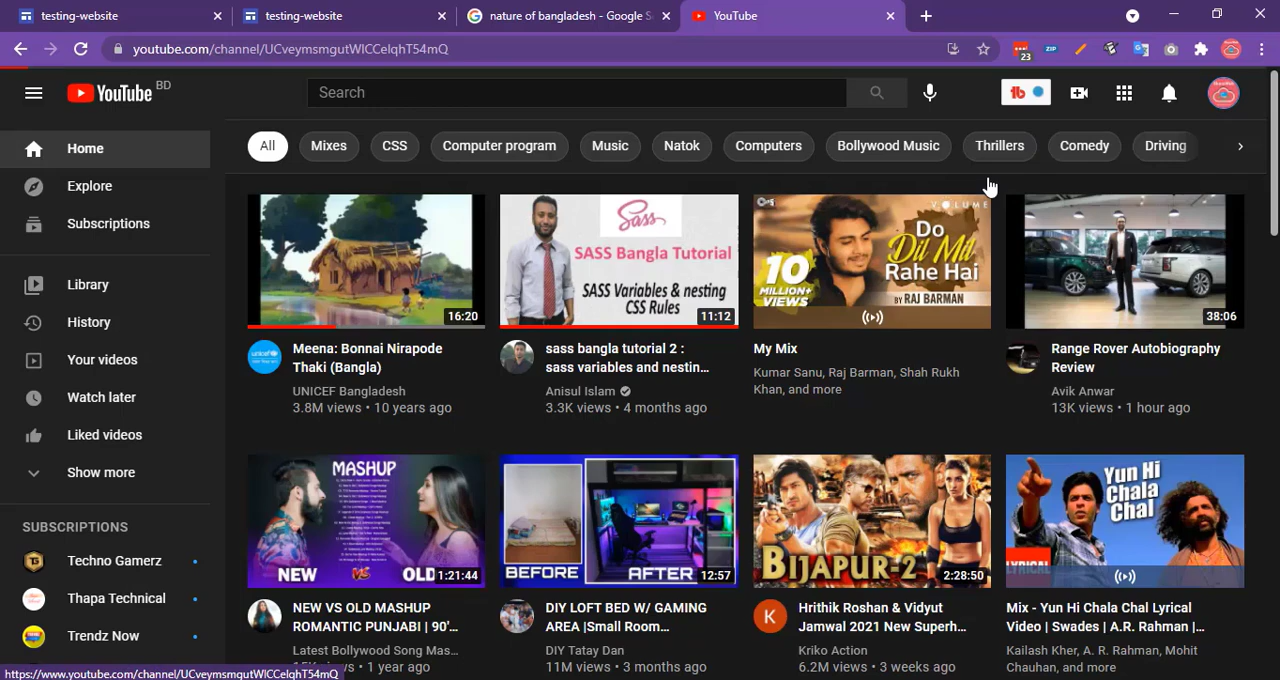 testing-website
testing-website
nature of bangladesh - Google S
YouTube
youtube.com/channel/UCveymsmgutWlCCelqhT54mQ
23
ZIP
YouTube BD
Search
Home
Explore
Subscriptions
Library
History
Your videos
Watch later
Liked videos
Show more
SUBSCRIPTIONS
Techno Gamerz
Thapa Technical
Trendz Now
All
Mixes
CSS
Computer program
Music
Natok
Computers
Bollywood Music
Thrillers
Comedy
Driving
16:20
Meena: Bonnai Nirapode
Thaki (Bangla)
unicef
UNICEF Bangladesh
3.8M views • 10 years ago
Sass
SASS Bangla Tutorial
SASS Variables & nesting
CSS Rules
11:12
sass bangla tutorial 2 :
sass variables and nestin...
Anisul Islam
3.3K views • 4 months ago
VOLUME
Do
Dil Mil
Rahe Hai
BY RAJ BARMAN
10
MILLION+
VIEWS
My Mix
Kumar Sanu, Raj Barman, Shah Rukh
Khan, and more
38:06
Range Rover Autobiography
Review
Avik Anwar
13K views • 1 hour ago
MASHUP
NEW VS OLD
1:21:44
NEW VS OLD MASHUP
ROMANTIC PUNJABI | 90'...
Latest Bollywood Song Mas...
views • 1 year ago
BEFORE
AFTER
12:57
DIY LOFT BED W/ GAMING
AREA |Small Room...
DIY Tatay Dan
11M views • 3 months ago
BIJAPUR-2
2:28:50
K
Hrithik Roshan & Vidyut
Jamwal 2021 New Superh...
Kriko Action
6.2M views • 3 weeks ago
Yun Hi
Chala
Chal
LYRICAL
Mix - Yun Hi Chala Chal Lyrical
Video | Swades | A.R. Rahman |...
Kailash Kher, A. R. Rahman, Mohit
Chauhan, and more
https://www.youtube.com/channel/UCveymsmgutWlCCelqhT54mQ